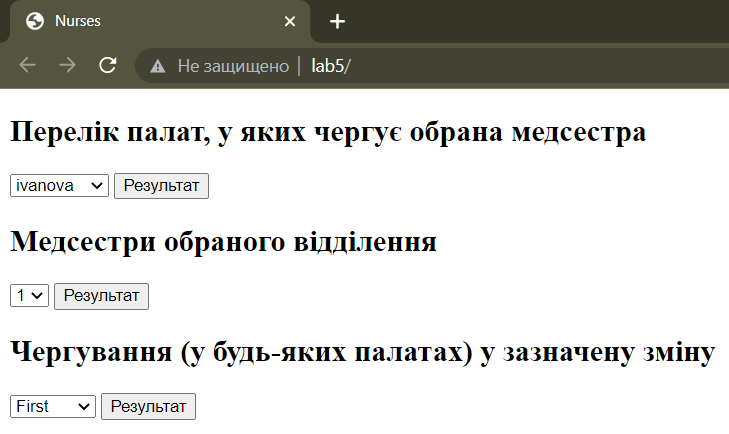 Nurses
Не защищено | lab5/
Перелік палат, у яких чергує обрана медсестра
ivanova Результат
Медсестри обраного відділення
1 Результат
Чергування (у будь-яких палатах) у зазначену зміну
First Результат